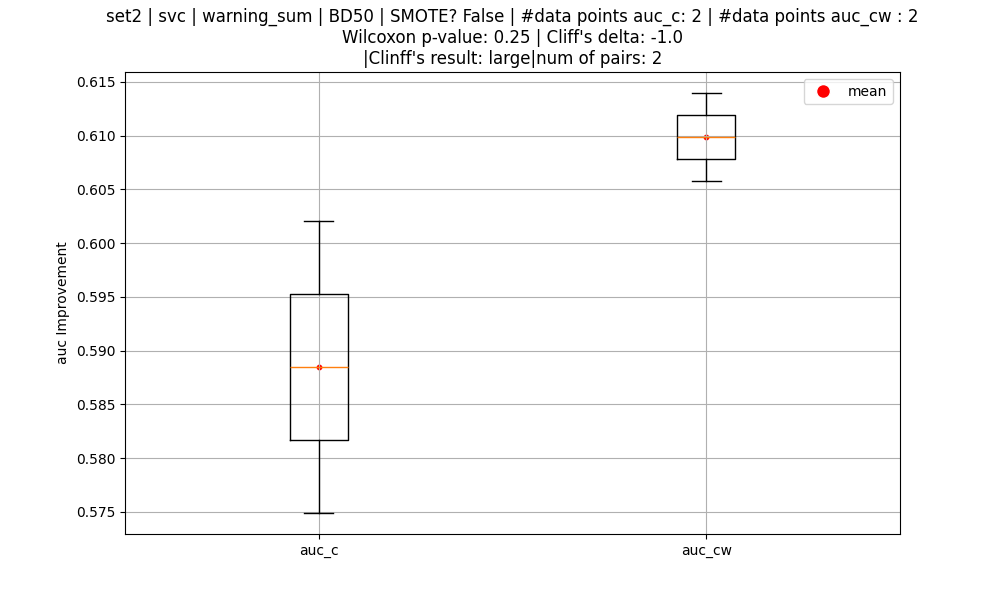 set2 | svc | warning_sum | BD50 | SMOTE? False | #data points auc_c: 2 | #data points auc_cw : 2
Wilcoxon p-value: 0.25 | Cliff's delta: -1.0
|Clinff's result: large|num of pairs: 2
mean
0.615
0.610
0.605
0.600
0.595
0.590
0.585
0.580
0.575
auc Improvement
auc_c
auc_cw